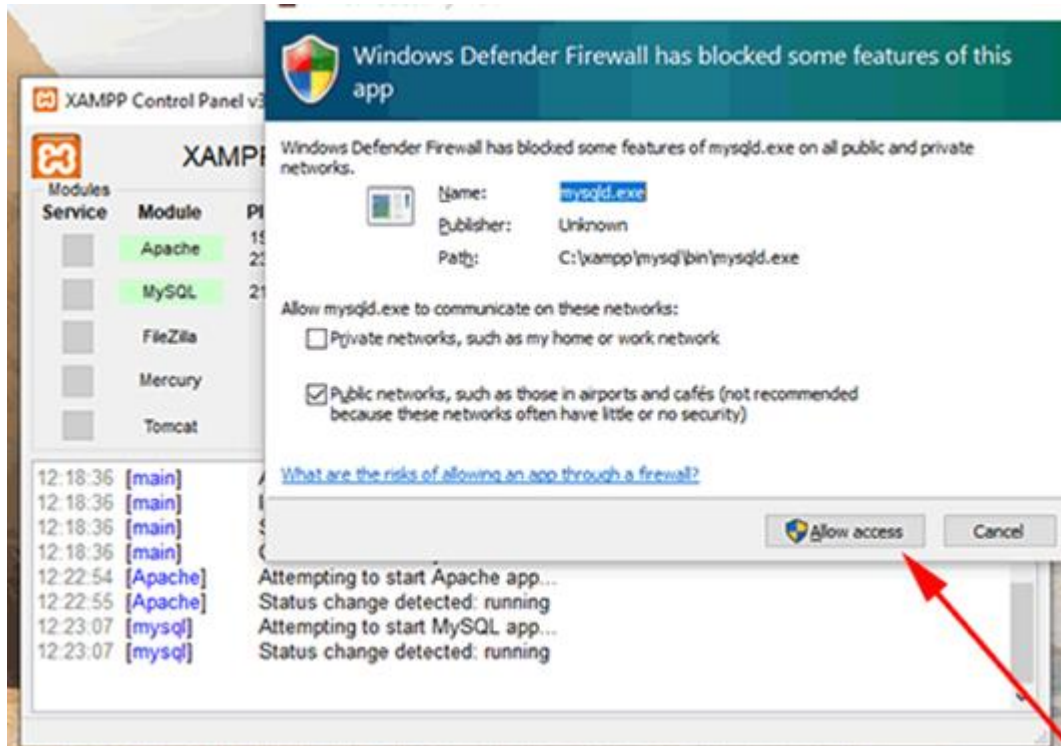 Windows Defender Firewall has blocked some features of this
app
Windows Defender Firewall has blocked some features of mysqld.exe on all public and private
networks.
Name: mysqld.exe
Publisher: Unknown
Path: C:\xampp\mysql\bin\mysqld.exe
Allow mysqld.exe to communicate on these networks:
Private networks, such as my home or work network
Public networks, such as those in airports and cafés (not recommended
because these networks often have little or no security)
What are the risks of allowing an app through a firewall?
Allow access Cancel
XAMPP Control Panel
Modules
Service Module
Apache
MySQL
FileZilla
Mercury
Tomcat
12:18:36 [main]
12:18:36 [main]
12:18:36 [main]
12:18:36 [main]
12:22:54 [Apache] Attempting to start Apache app...
12:22:55 [Apache] Status change detected: running
12:23:07 [mysql] Attempting to start MySQL app...
12:23:07 [mysql] Status change detected: running